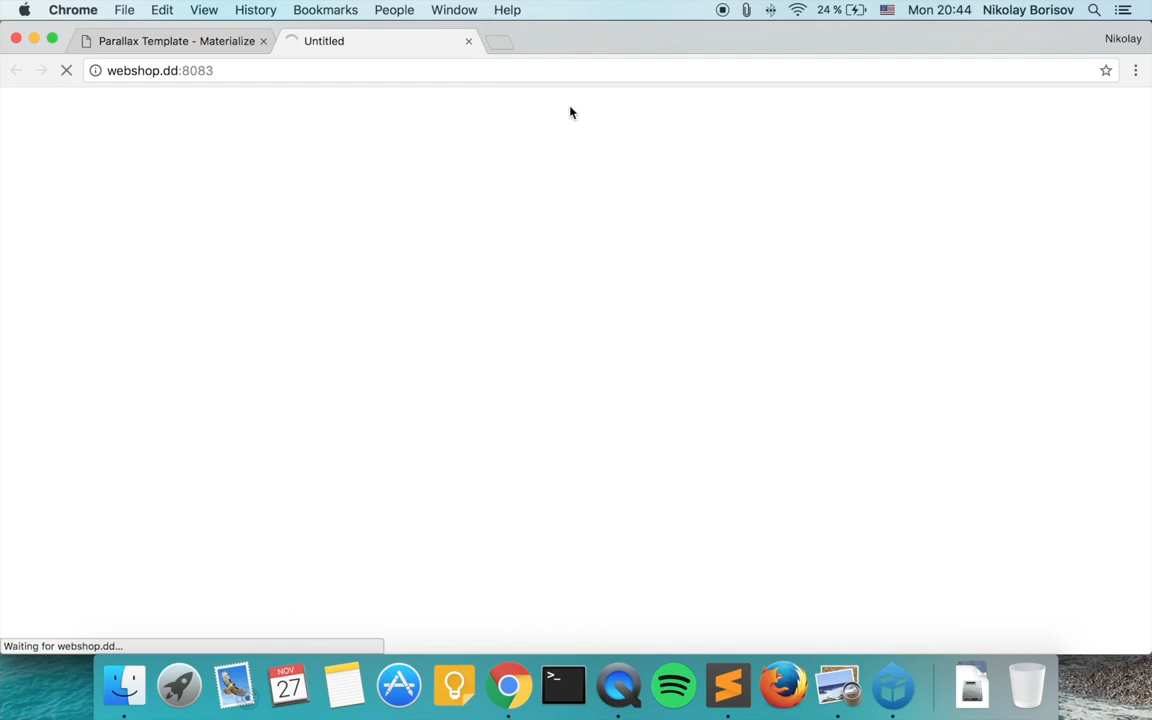 Chrome File Edit View History Bookmarks People Window Help 24 % Mon 20:44 Nikolay Borisov
Parallax Template - Materialize Untitled Nikolay
webshop.dd:8083
Waiting for webshop.dd...
NOV
27
>_